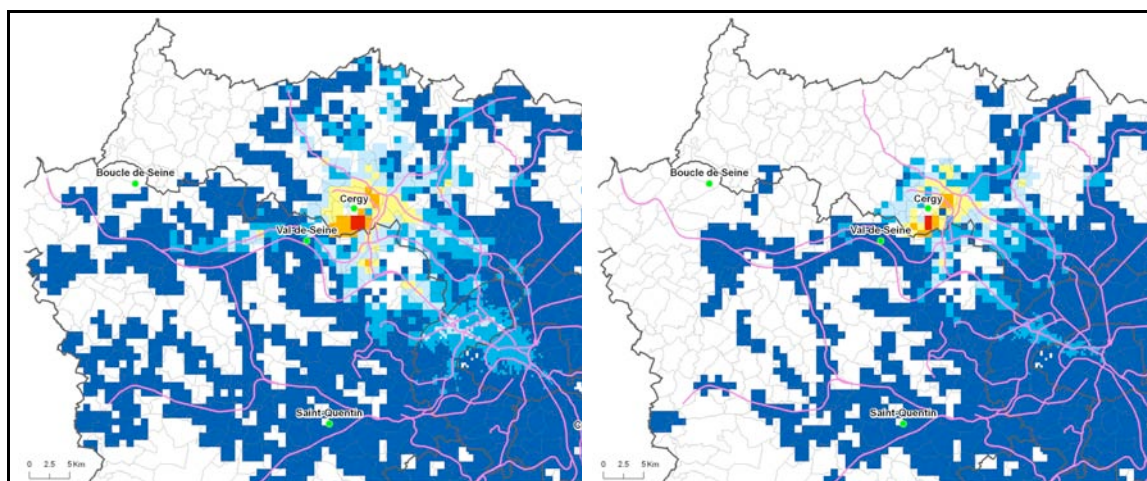 Boucle de Seine
Cergy
Val de Seine
Saint-Quentin
C
0 2.5 5 Km
Boucle de Seine
Cergy
Val de Seine
Saint-Quentin
0 2.5 5 Km